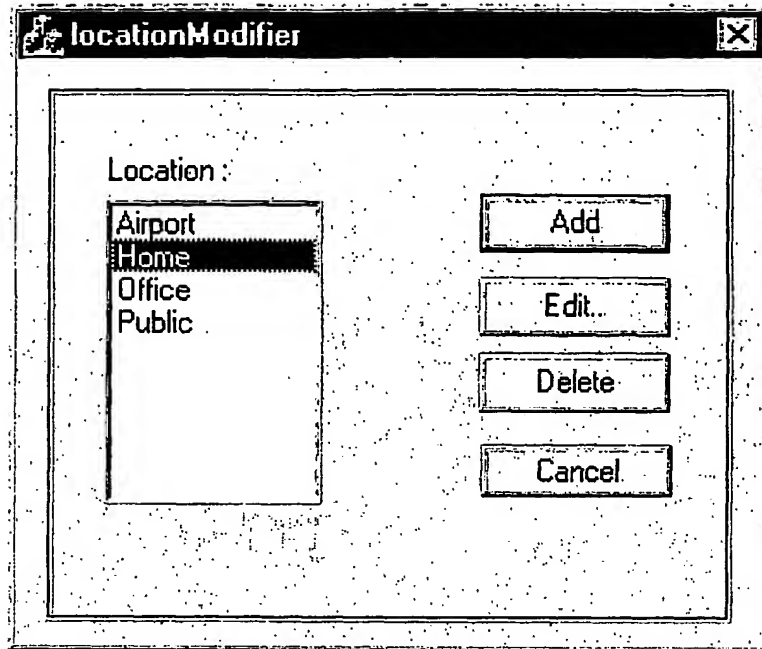 locationModifier
Location :
Airport
Home
Office
Public
Add
Edit...
Delete
Cancel